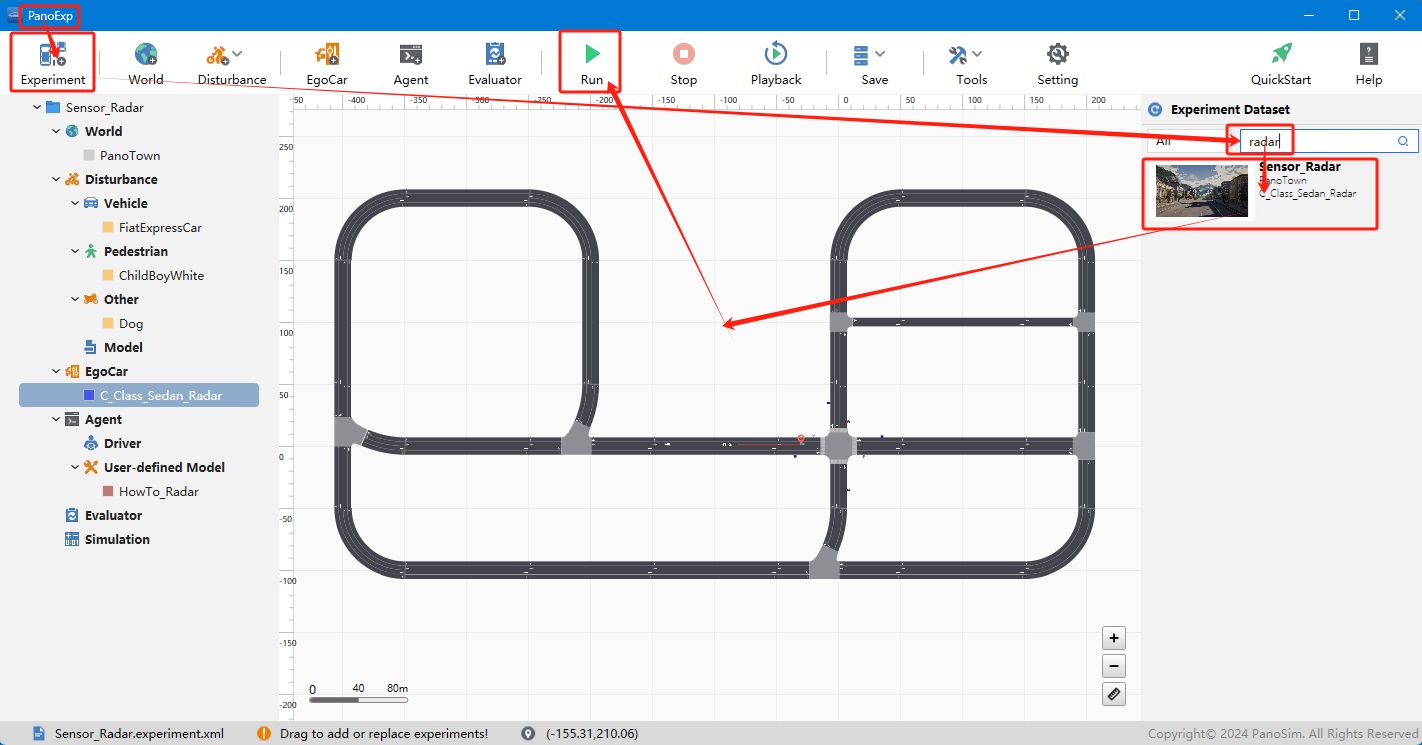 PanoExp
Experiment
World
Disturbance
EgoCar
Agent
Evaluator
Run
Stop
Playback
Save
Tools
Setting
QuickStart
Help
Sensor_Radar
World
PanoTown
Disturbance
Vehicle
FiatExpressCar
Pedestrian
ChildBoyWhite
Other
Dog
Model
EgoCar
C_Class_Sedan_Radar
Agent
Driver
User-defined Model
HowTo_Radar
Evaluator
Simulation
-400 -350 -300 -250 -200 -150 -100 -50 0 50 100 150 200
250
200
150
100
50
0
-50
-100
-150
-200
0 40 80m
Experiment Dataset
All
radar
Sensor_Radar
PanoTown
C_Class_Sedan_Radar
+
−
Sensor_Radar.experiment.xml
Drag to add or replace experiments!
(-155.31,210.06)
Copyright© 2024 PanoSim. All Rights Reserved